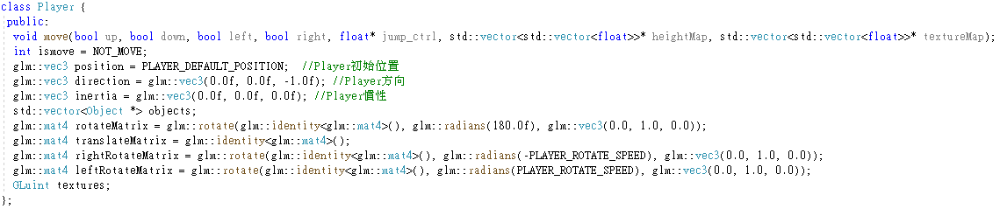 class Player {
public:
void move(bool up, bool down, bool left, bool right, float* jump_Ctrl, std::vector<std::vector<float>>* heightMap, std::vector<std::vector<float>>* textureMap);
int ismove = NOT_MOVE;
glm::vec3 position = PLAYER_DEFAULT_POSITION;  //Player初始位置
glm::vec3 direction = glm::vec3(0.0f, 0.0f, -1.0f); //Player方向
glm::vec3 inertia = glm::vec3(0.0f, 0.0f, 0.0f); //Player慣性
std::vector<Object *> objects;
glm::mat4 rotateMatrix = glm::rotate(glm::identity<glm::mat4>(), glm::radians(180.0f), glm::vec3(0.0, 1.0, 0.0));
glm::mat4 translateMatrix = glm::identity<glm::mat4>();
glm::mat4 rightRotateMatrix = glm::rotate(glm::identity<glm::mat4>(), glm::radians(-PLAYER_ROTATE_SPEED), glm::vec3(0.0, 1.0, 0.0));
glm::mat4 leftRotateMatrix = glm::rotate(glm::identity<glm::mat4>(), glm::radians(PLAYER_ROTATE_SPEED), glm::vec3(0.0, 1.0, 0.0));
GLuint textures;
};